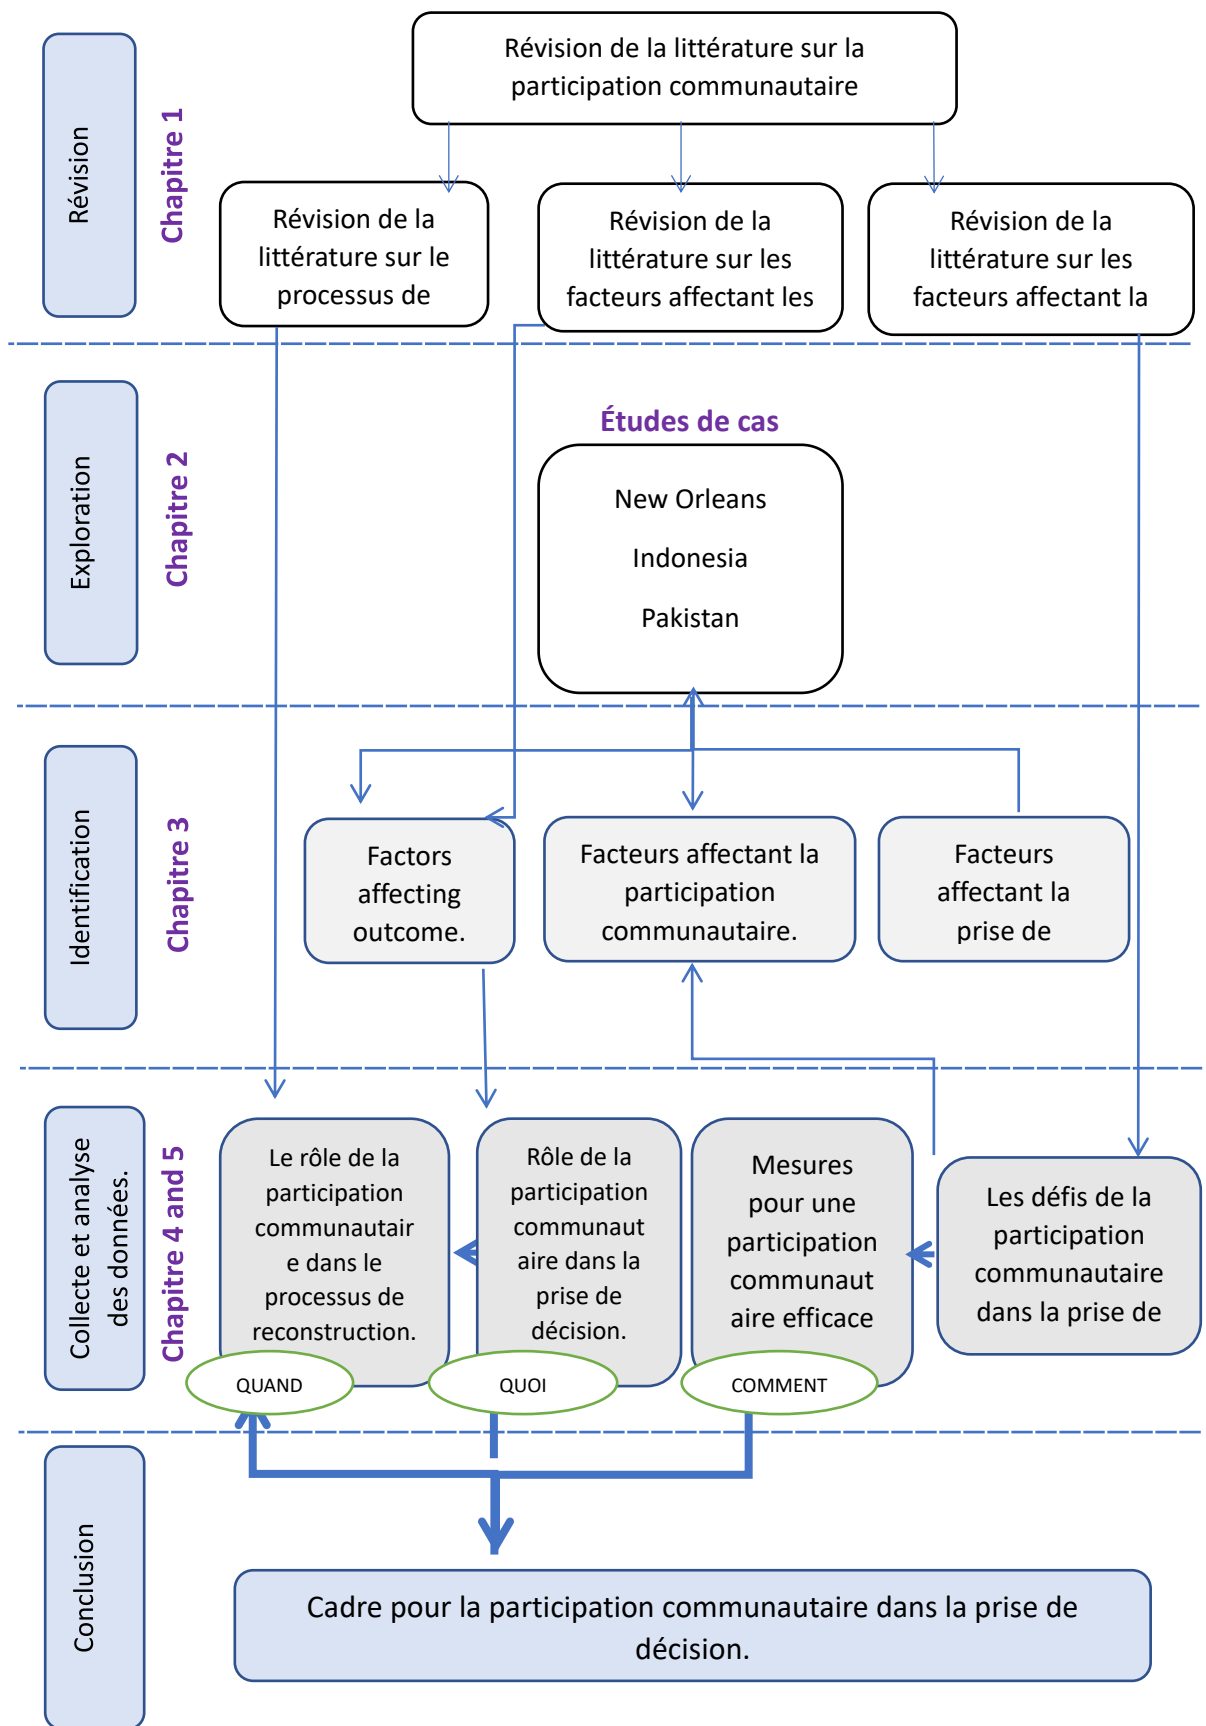 Révision
Chapitre 1
Révision de la littérature sur la
participation communautaire
Révision de la
littérature sur le
processus de
Révision de la
littérature sur les
facteurs affectant les
Révision de la
littérature sur les
facteurs affectant la
Exploration
Chapitre 2
Études de cas
New Orleans
Indonesia
Pakistan
Identification
Chapitre 3
Factors
affecting
outcome.
Facteurs affectant la
participation
communautaire.
Facteurs
affectant la
prise de
Collecte et analyse
des données.
Chapitre 4 and 5
Le rôle de la
participation
communautair
e dans le
processus de
reconstruction.
QUAND
Rôle de la
participation
communaut
aire dans la
prise de
décision.
QUOI
Mesures
pour une
participation
communaut
aire efficace
COMMENT
Les défis de la
participation
communautaire
dans la prise de
Conclusion
Cadre pour la participation communautaire dans la prise de
décision.